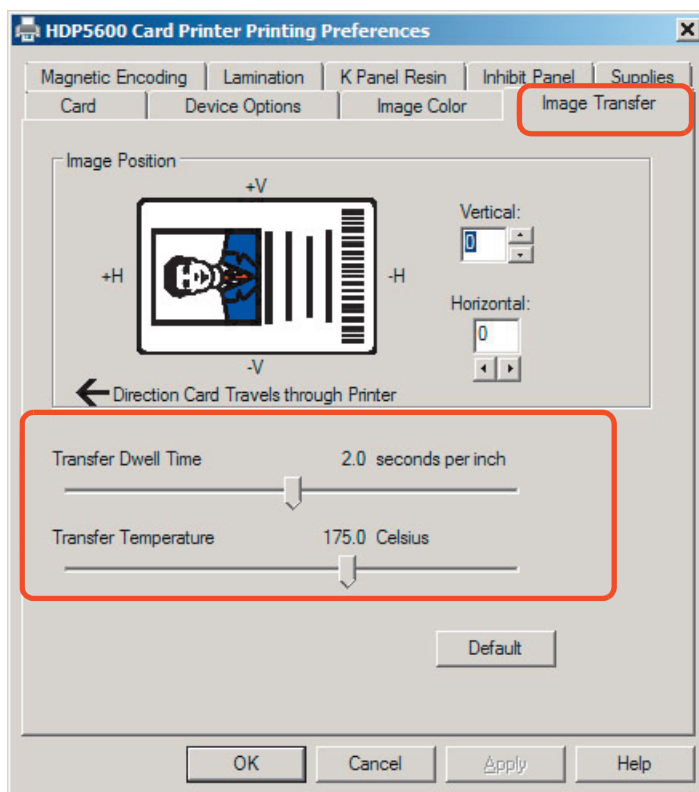 HDP5600 Card Printer Printing Preferences
Magnetic Encoding Lamination K Panel Resin Inhibit Panel Supplies
Card Device Options Image Color Image Transfer
Image Position
+V
Vertical:
0
+H -H
Horizontal:
0
-V
Direction Card Travels through Printer
Transfer Dwell Time 2.0 seconds per inch
Transfer Temperature 175.0 Celsius
Default
OK Cancel Apply Help